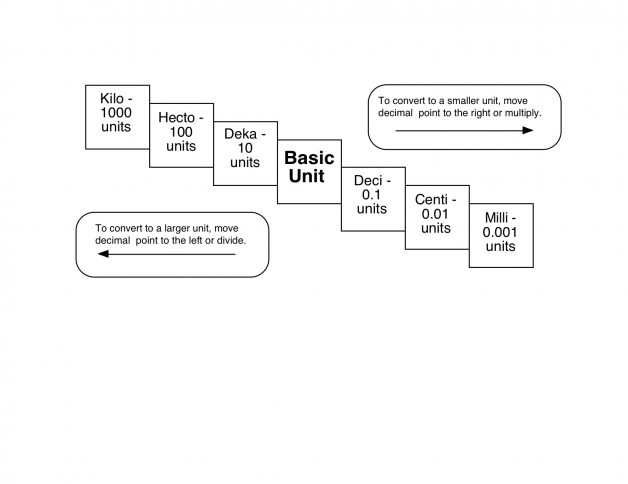 Kilo -
1000
units
Hecto -
100
units
Deka -
10
units
Basic
Unit
Deci -
0.1
units
Centi -
0.01
units
Milli -
0.001
units
To convert to a smaller unit, move
decimal point to the right or multiply.
To convert to a larger unit, move
decimal point to the left or divide.